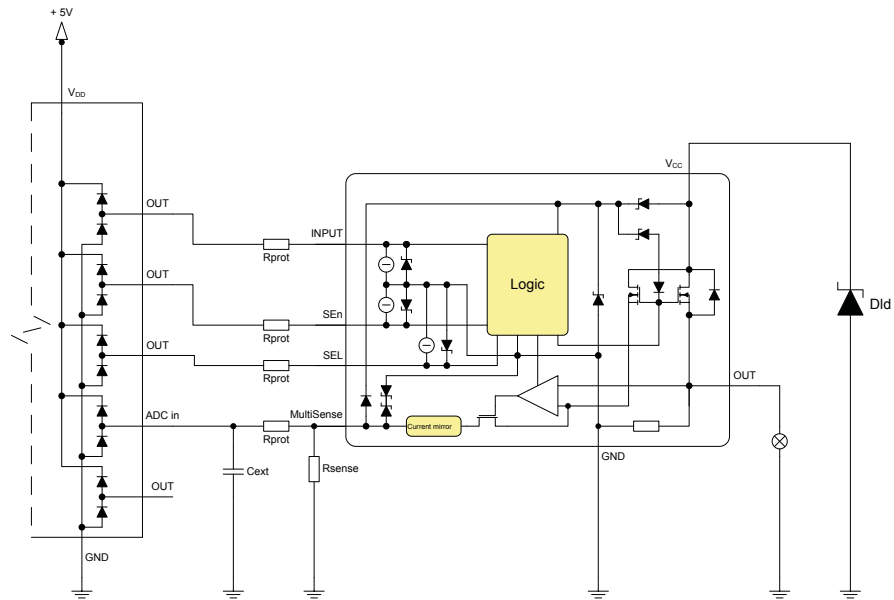 + 5V
VDD
VCC
OUT
INPUT
Rprot
Logic
OUT
SEn
Rprot
Dld
OUT
SEL
Rprot
OUT
ADC in
MultiSense
Rprot
Current mirror
GND
Cext
Rsense
OUT
GND